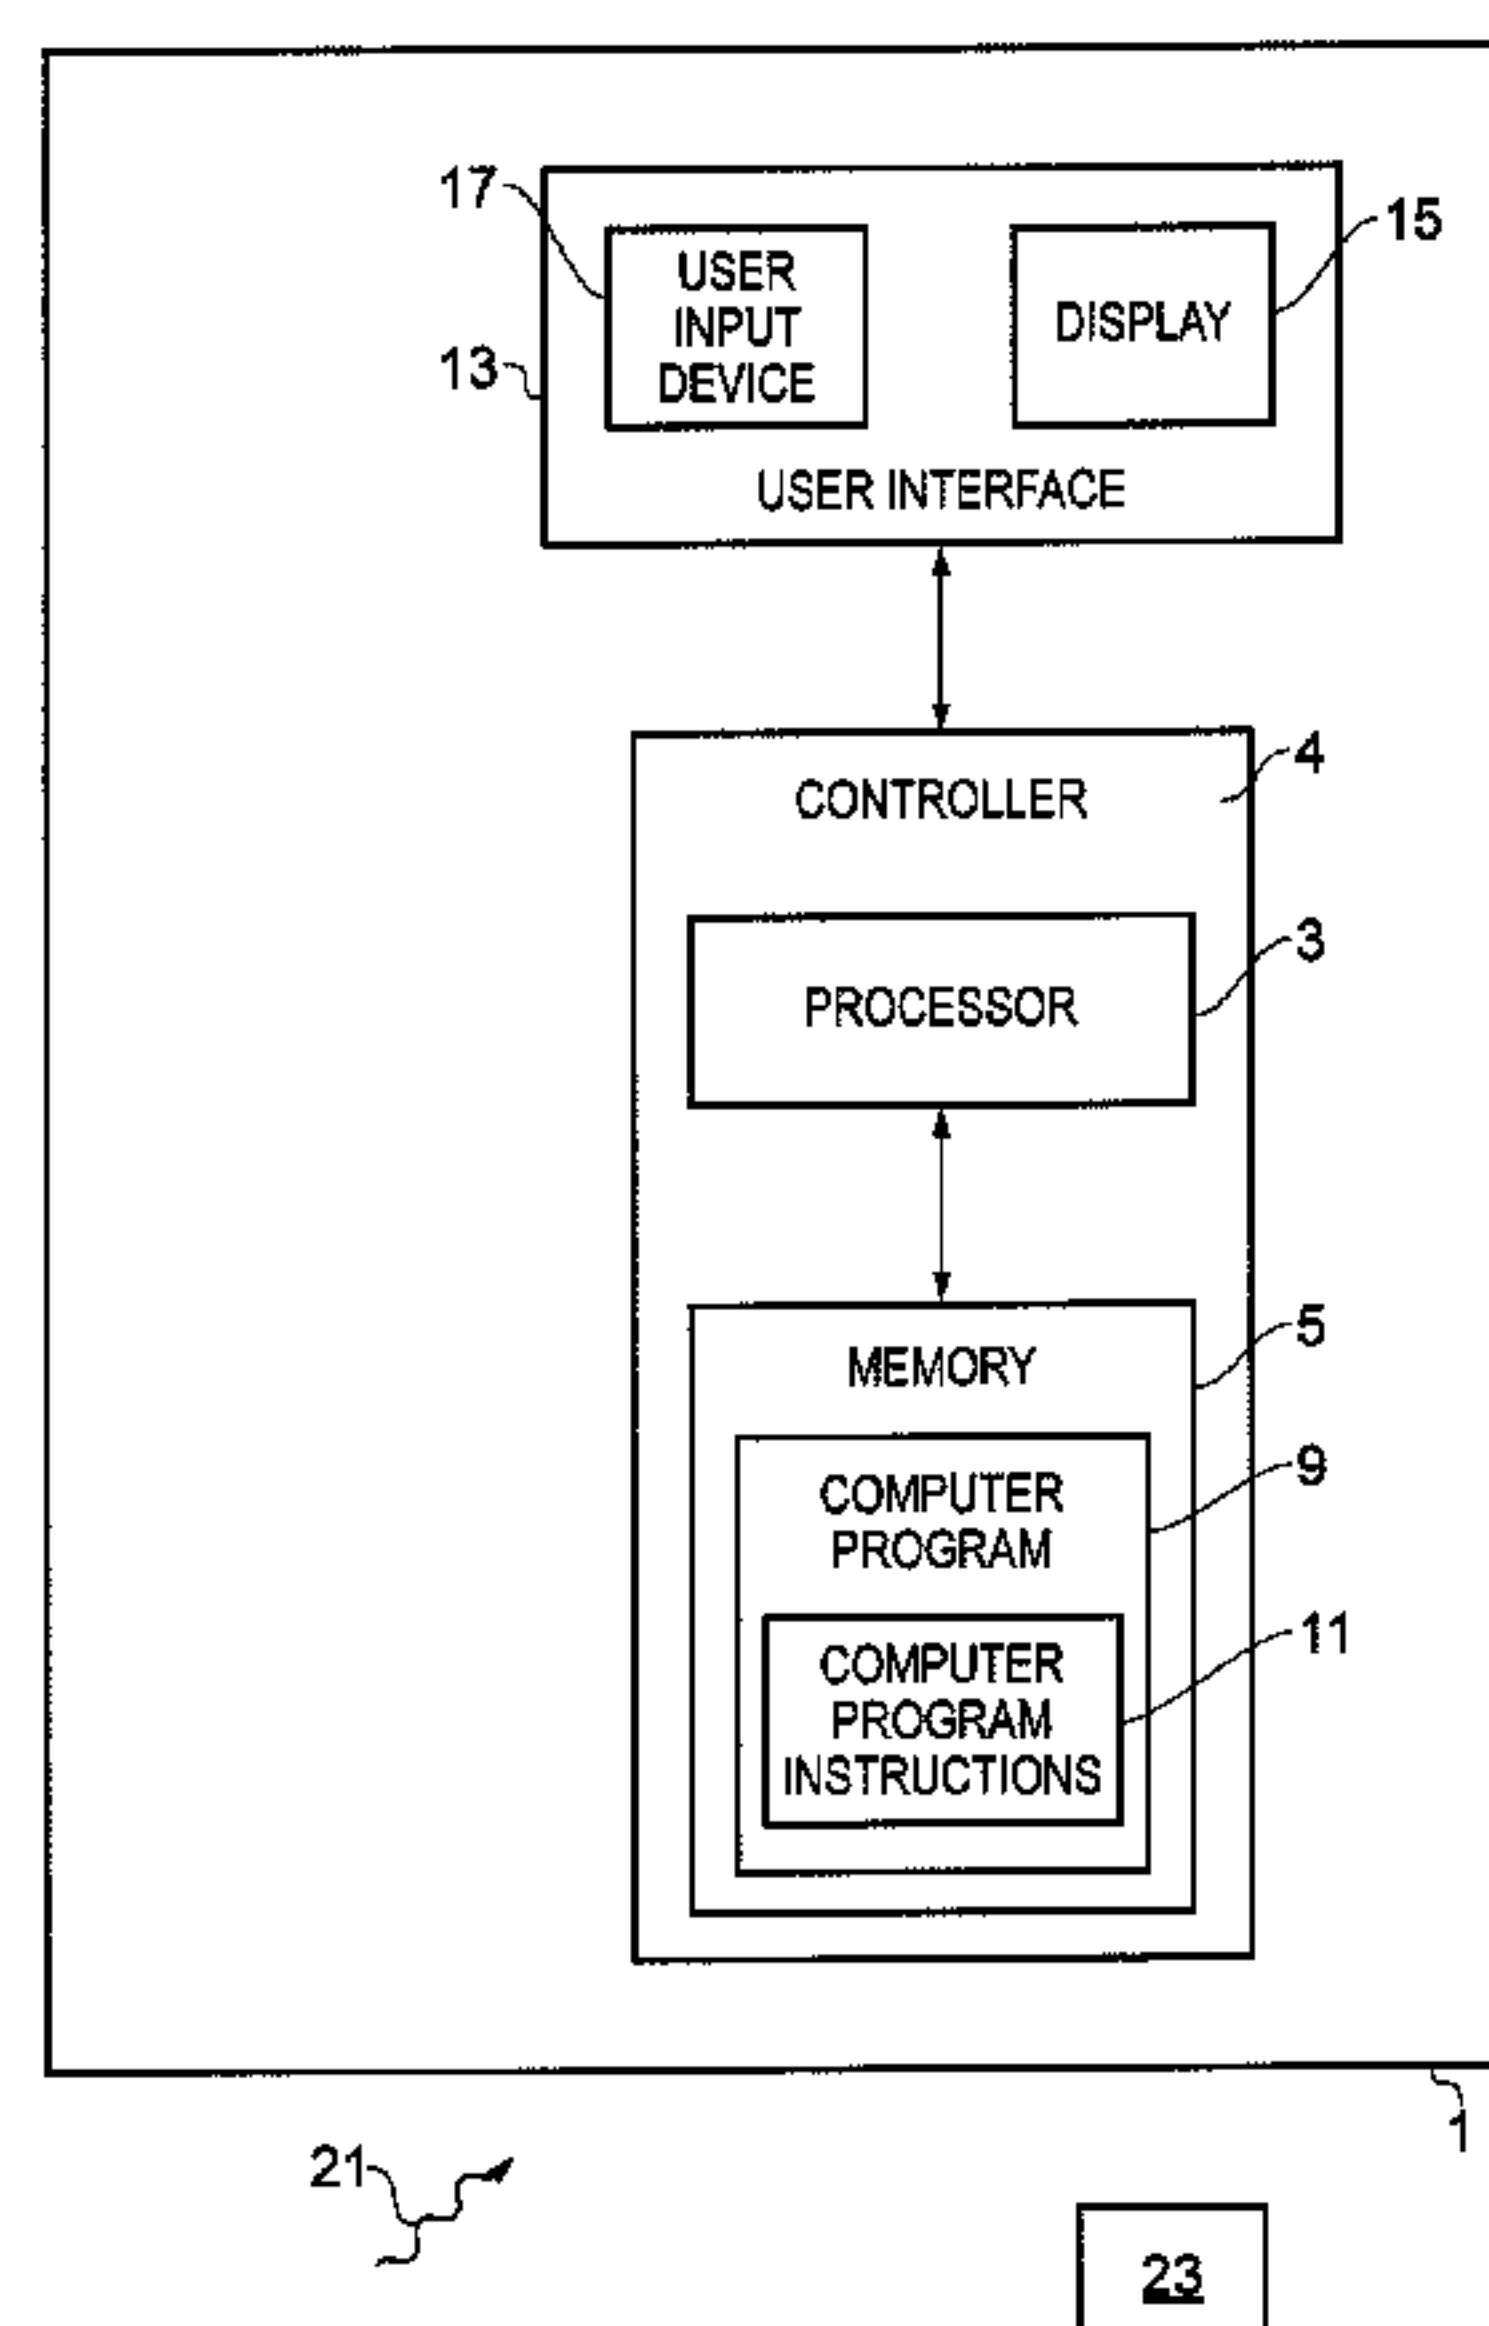 17
15
USER
INPUT
DEVICE
DISPLAY
13
USER INTERFACE
4
CONTROLLER
3
PROCESSOR
5
MEMORY
9
COMPUTER
PROGRAM
11
COMPUTER
PROGRAM
INSTRUCTIONS
1
21
23